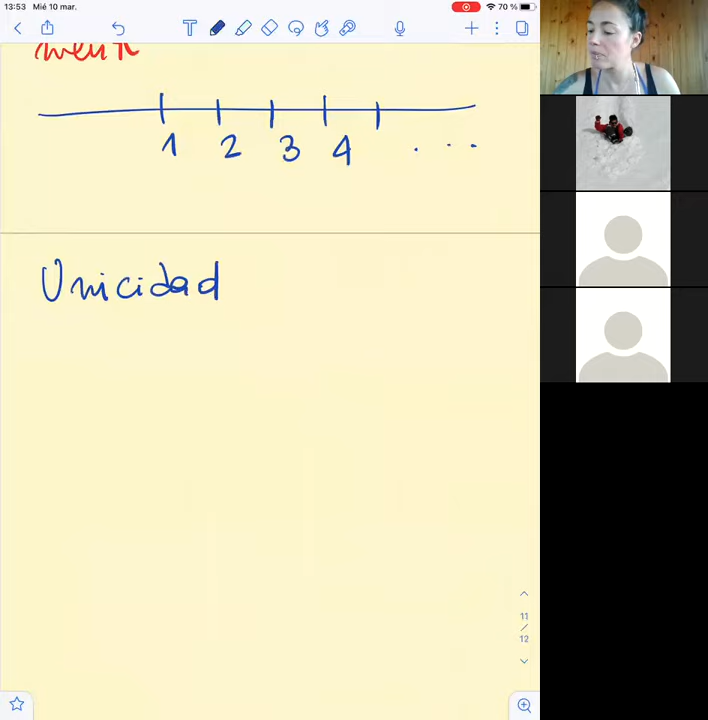 13:53 Mié 10 mar.
70 %
1 2 3 4 . . .
Unicidad
11
/
12